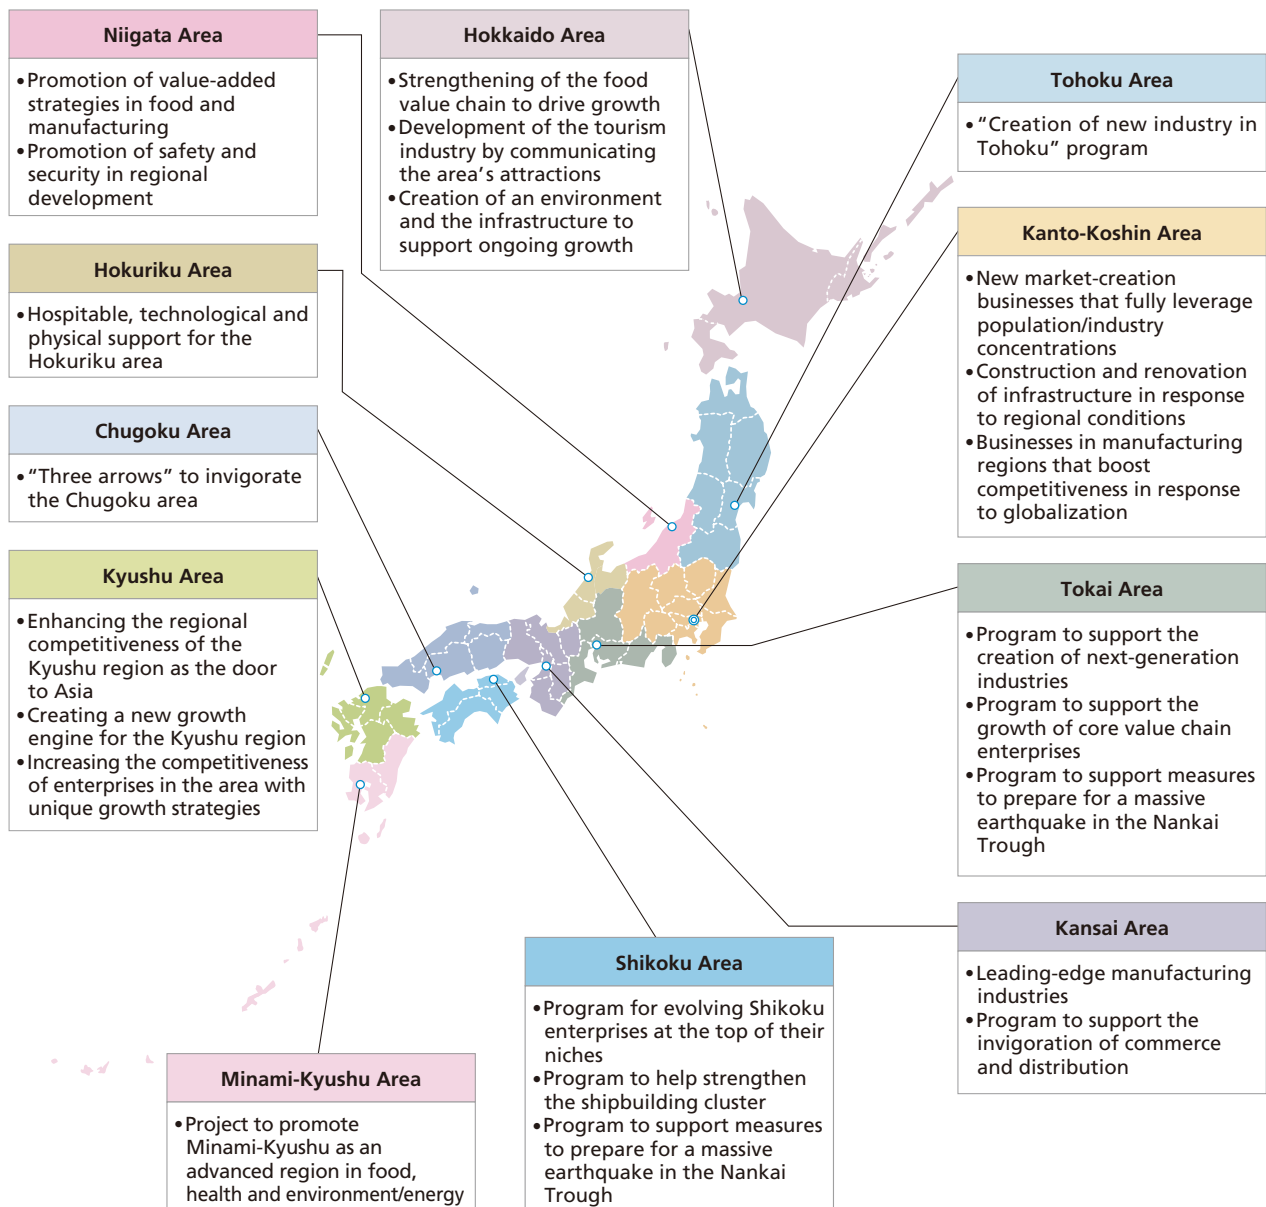 Niigata Area
•Promotion of value-added
strategies in food and
manufacturing
•Promotion of safety and
security in regional
development
Hokkaido Area
•Strengthening of the food
value chain to drive growth
•Development of the tourism
industry by communicating
the area's attractions
•Creation of an environment
and the infrastructure to
support ongoing growth
Tohoku Area
•“Creation of new industry in
Tohoku” program
Kanto-Koshin Area
•New market-creation
businesses that fully leverage
population/industry
concentrations
•Construction and renovation
of infrastructure in response
to regional conditions
•Businesses in manufacturing
regions that boost
competitiveness in response
to globalization
Hokuriku Area
•Hospitable, technological and
physical support for the
Hokuriku area
Chugoku Area
•“Three arrows” to invigorate
the Chugoku area
Kyushu Area
•Enhancing the regional
competitiveness of the
Kyushu region as the door
to Asia
•Creating a new growth
engine for the Kyushu region
•Increasing the competitiveness
of enterprises in the area with
unique growth strategies
Tokai Area
•Program to support the
creation of next-generation
industries
•Program to support the
growth of core value chain
enterprises
•Program to support measures
to prepare for a massive
earthquake in the Nankai
Trough
Kansai Area
•Leading-edge manufacturing
industries
•Program to support the
invigoration of commerce
and distribution
Shikoku Area
•Program for evolving Shikoku
enterprises at the top of their
niches
•Program to help strengthen
the shipbuilding cluster
•Program to support measures
to prepare for a massive
earthquake in the Nankai
Trough
Minami-Kyushu Area
•Project to promote
Minami-Kyushu as an
advanced region in food,
health and environment/energy